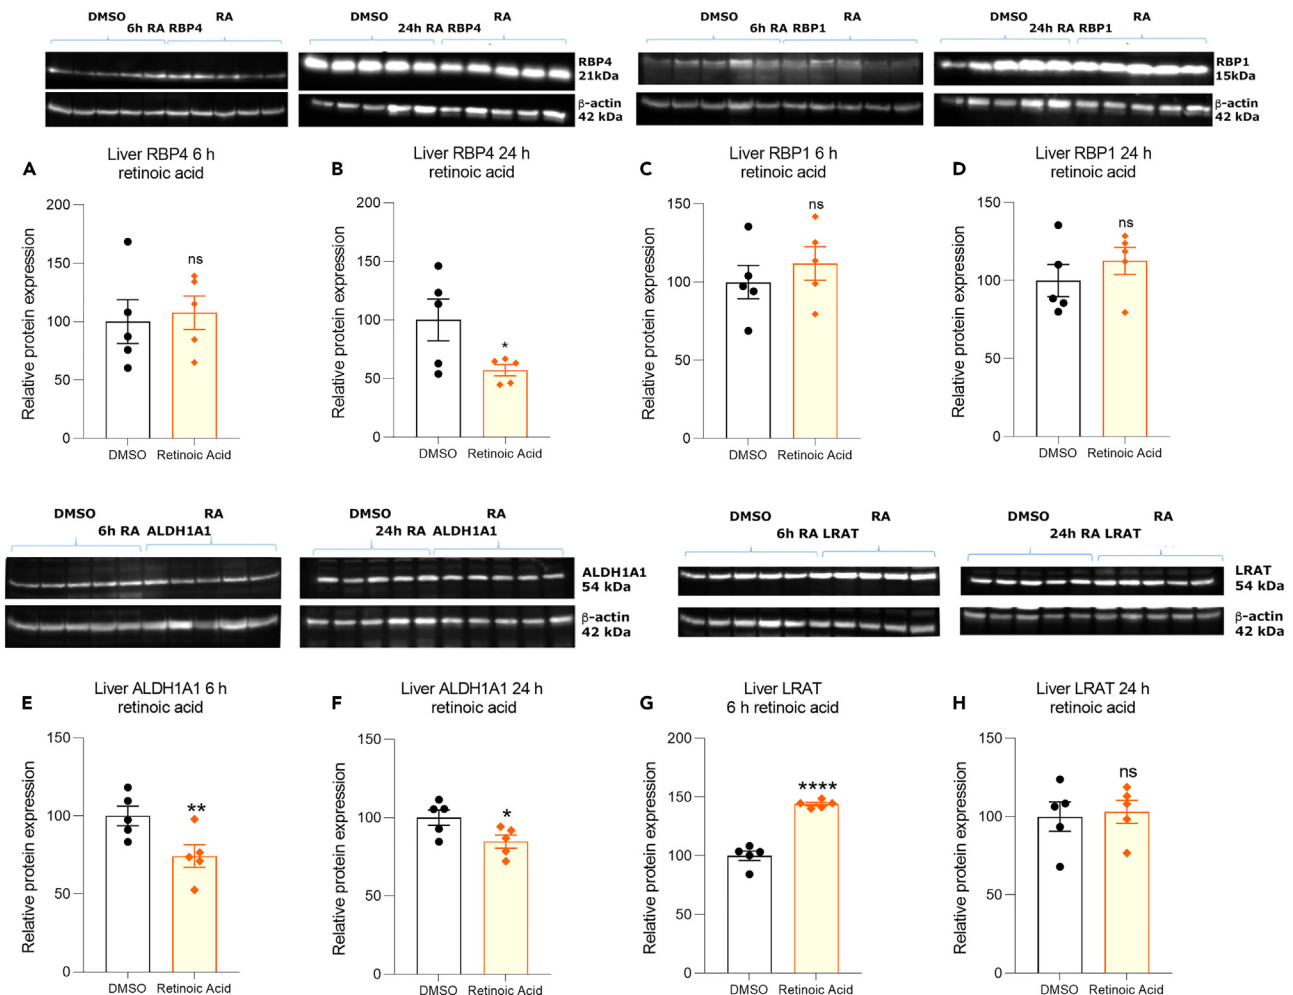 DMSO RA
6h RA RBP4
DMSO RA
24h RA RBP4
RBP4
21kDa
β-actin
42 kDa
DMSO RA
6h RA RBP1
DMSO RA
24h RA RBP1
RBP1
15kDa
β-actin
42 kDa
A
Liver RBP4 6 h
retinoic acid
Relative protein expression
200
150
100
50
0
ns
DMSO Retinoic Acid
B
Liver RBP4 24 h
retinoic acid
Relative protein expression
200
150
100
50
0
*
DMSO Retinoic Acid
C
Liver RBP1 6 h
retinoic acid
Relative protein expression
150
100
50
0
ns
DMSO Retinoic Acid
D
Liver RBP1 24 h
retinoic acid
Relative protein expression
150
100
50
0
ns
DMSO Retinoic Acid
DMSO RA
6h RA ALDH1A1
DMSO RA
24h RA ALDH1A1
ALDH1A1
54 kDa
β-actin
42 kDa
DMSO RA
6h RA LRAT
DMSO RA
24h RA LRAT
LRAT
54 kDa
β-actin
42 kDa
E
Liver ALDH1A1 6 h
retinoic acid
Relative protein expression
150
100
50
0
**
DMSO Retinoic Acid
F
Liver ALDH1A1 24 h
retinoic acid
Relative protein expression
150
100
50
0
*
DMSO Retinoic Acid
G
Liver LRAT
6 h retinoic acid
Relative protein expression
200
150
100
50
0
****
DMSO Retinoic Acid
H
Liver LRAT 24 h
retinoic acid
Relative protein expression
150
100
50
0
ns
DMSO Retinoic Acid